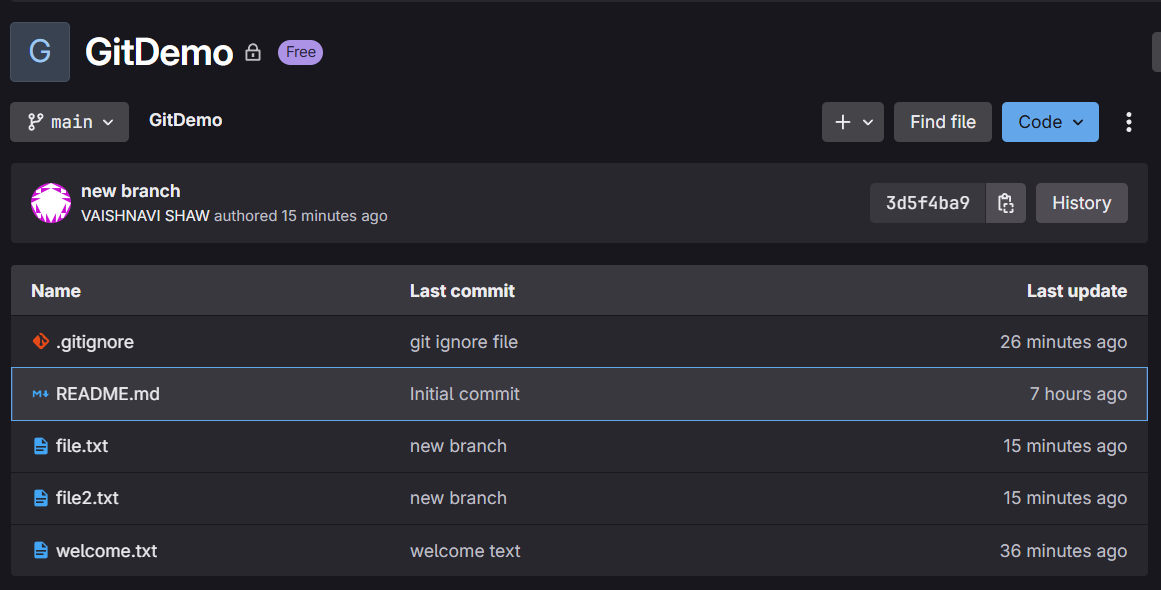 G GitDemo Free
main GitDemo + Find file Code
new branch
VAISHNAVI SHAW authored 15 minutes ago
3d5f4ba9 History
Name Last commit Last update
.gitignore git ignore file 26 minutes ago
README.md Initial commit 7 hours ago
file.txt new branch 15 minutes ago
file2.txt new branch 15 minutes ago
welcome.txt welcome text 36 minutes ago